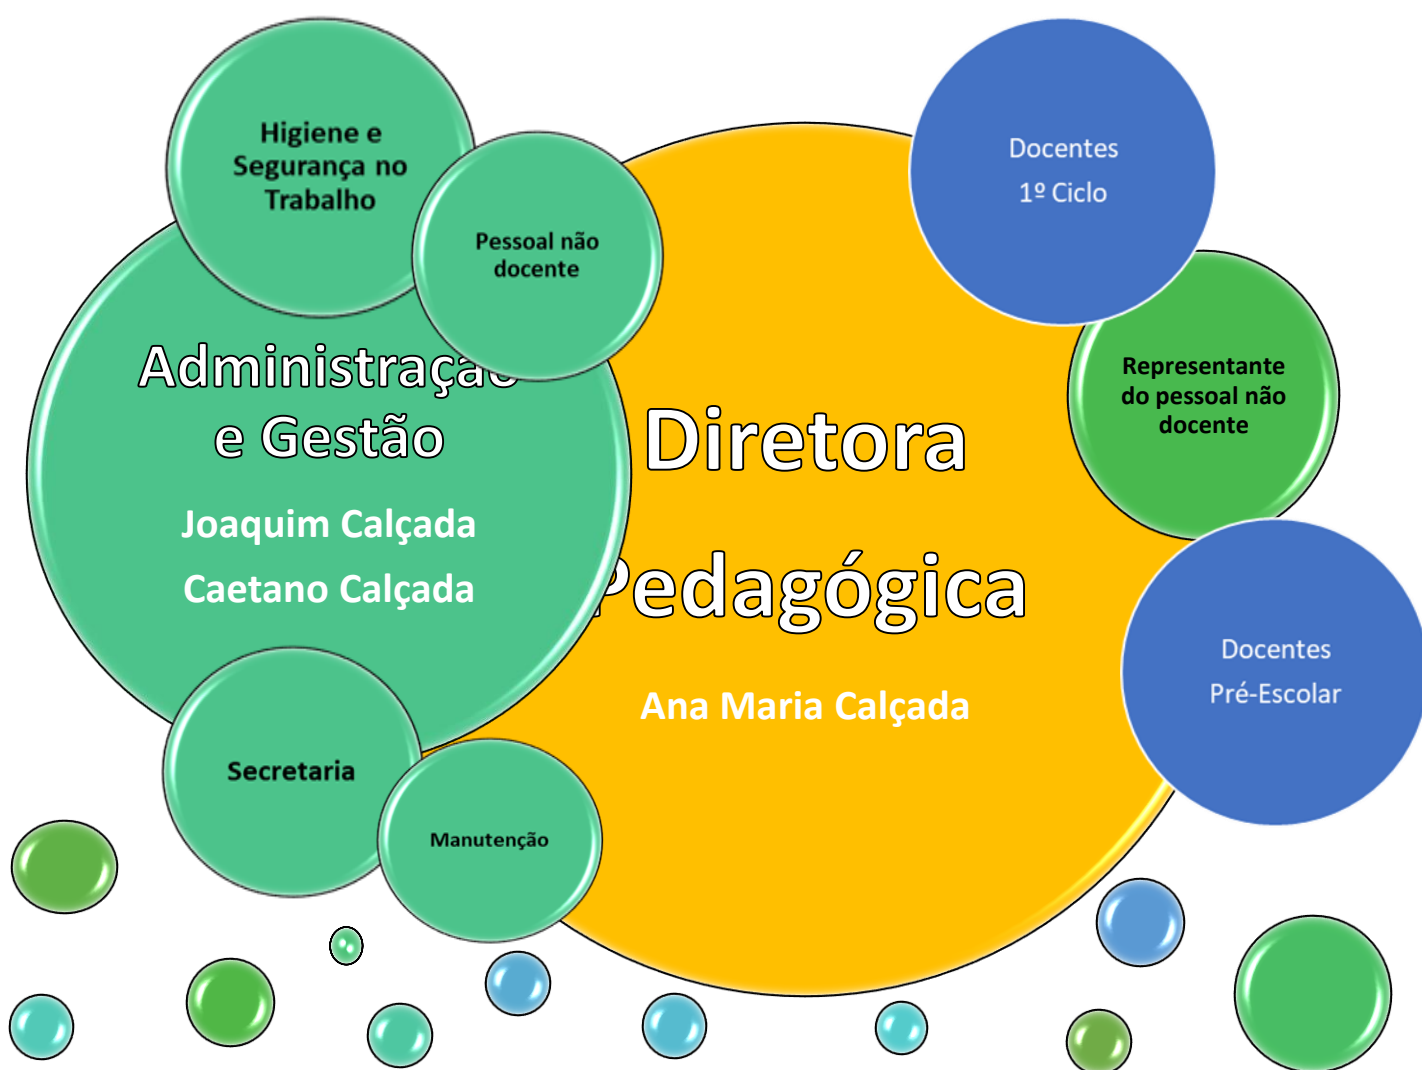 Higiene e
Segurança no
Trabalho
Pessoal não
docente
Administração
e Gestão
Joaquim Calçada
Caetano Calçada
Secretaria
Manutenção
Diretora
Pedagógica
Ana Maria Calçada
Docentes
1º Ciclo
Representante
do pessoal não
docente
Docentes
Pré-Escolar